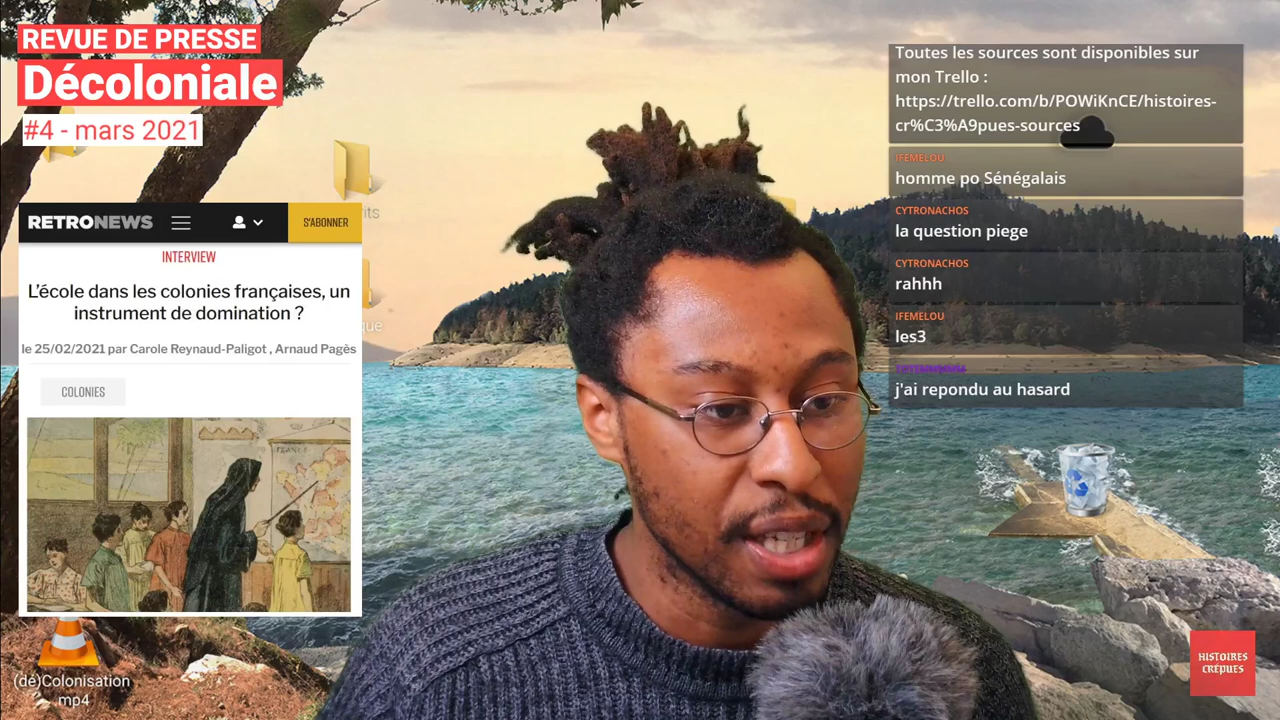 REVUE DE PRESSE
Décoloniale
#4 - mars 2021
RETRONEWS
S'ABONNER
INTERVIEW
L'école dans les colonies françaises, un
instrument de domination ?
le 25/02/2021 par Carole Reynaud-Paligot , Arnaud Pagès
COLONIES
FRANCE
(dé)Colonisation
mp4
Toutes les sources sont disponibles sur
mon Trello :
https://trello.com/b/POWiKnCE/histoires-
cr%C3%A9pues-sources
IFEMELOU
homme po Sénégalais
CYTRONACHOS
la question piege
CYTRONACHOS
rahhh
IFEMELOU
les3
j'ai repondu au hasard
HISTOIRES
CRÉPUES